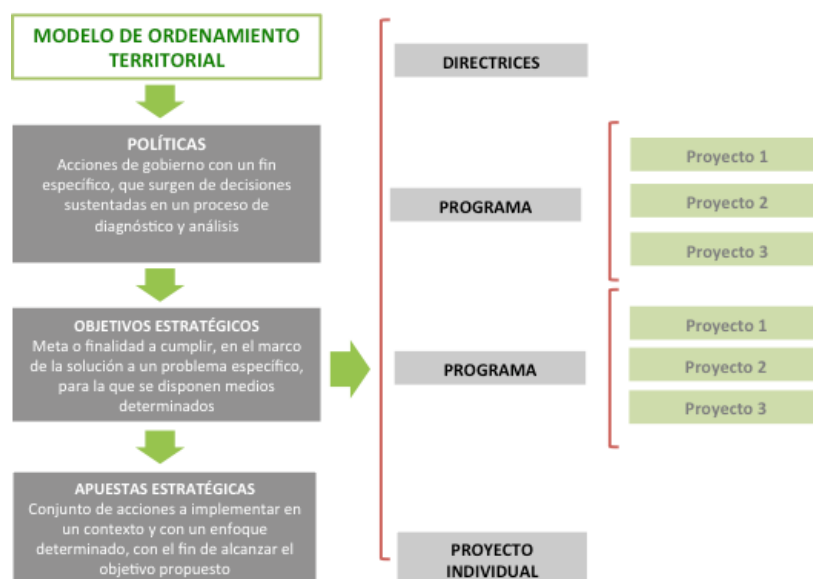 MODELO DE ORDENAMIENTO
TERRITORIAL
POLÍTICAS
Acciones de gobierno con un fin
específico, que surgen de decisiones
sustentadas en un proceso de
diagnóstico y análisis
OBJETIVOS ESTRATÉGICOS
Meta o finalidad a cumplir, en el marco
de la solución a un problema específico,
para la que se disponen medios
determinados
APUESTAS ESTRATÉGICAS
Conjunto de acciones a implementar en
un contexto y con un enfoque
determinado, con el fin de alcanzar el
objetivo propuesto
DIRECTRICES
PROGRAMA
Proyecto 1
Proyecto 2
Proyecto 3
PROGRAMA
Proyecto 1
Proyecto 2
Proyecto 3
PROYECTO
INDIVIDUAL